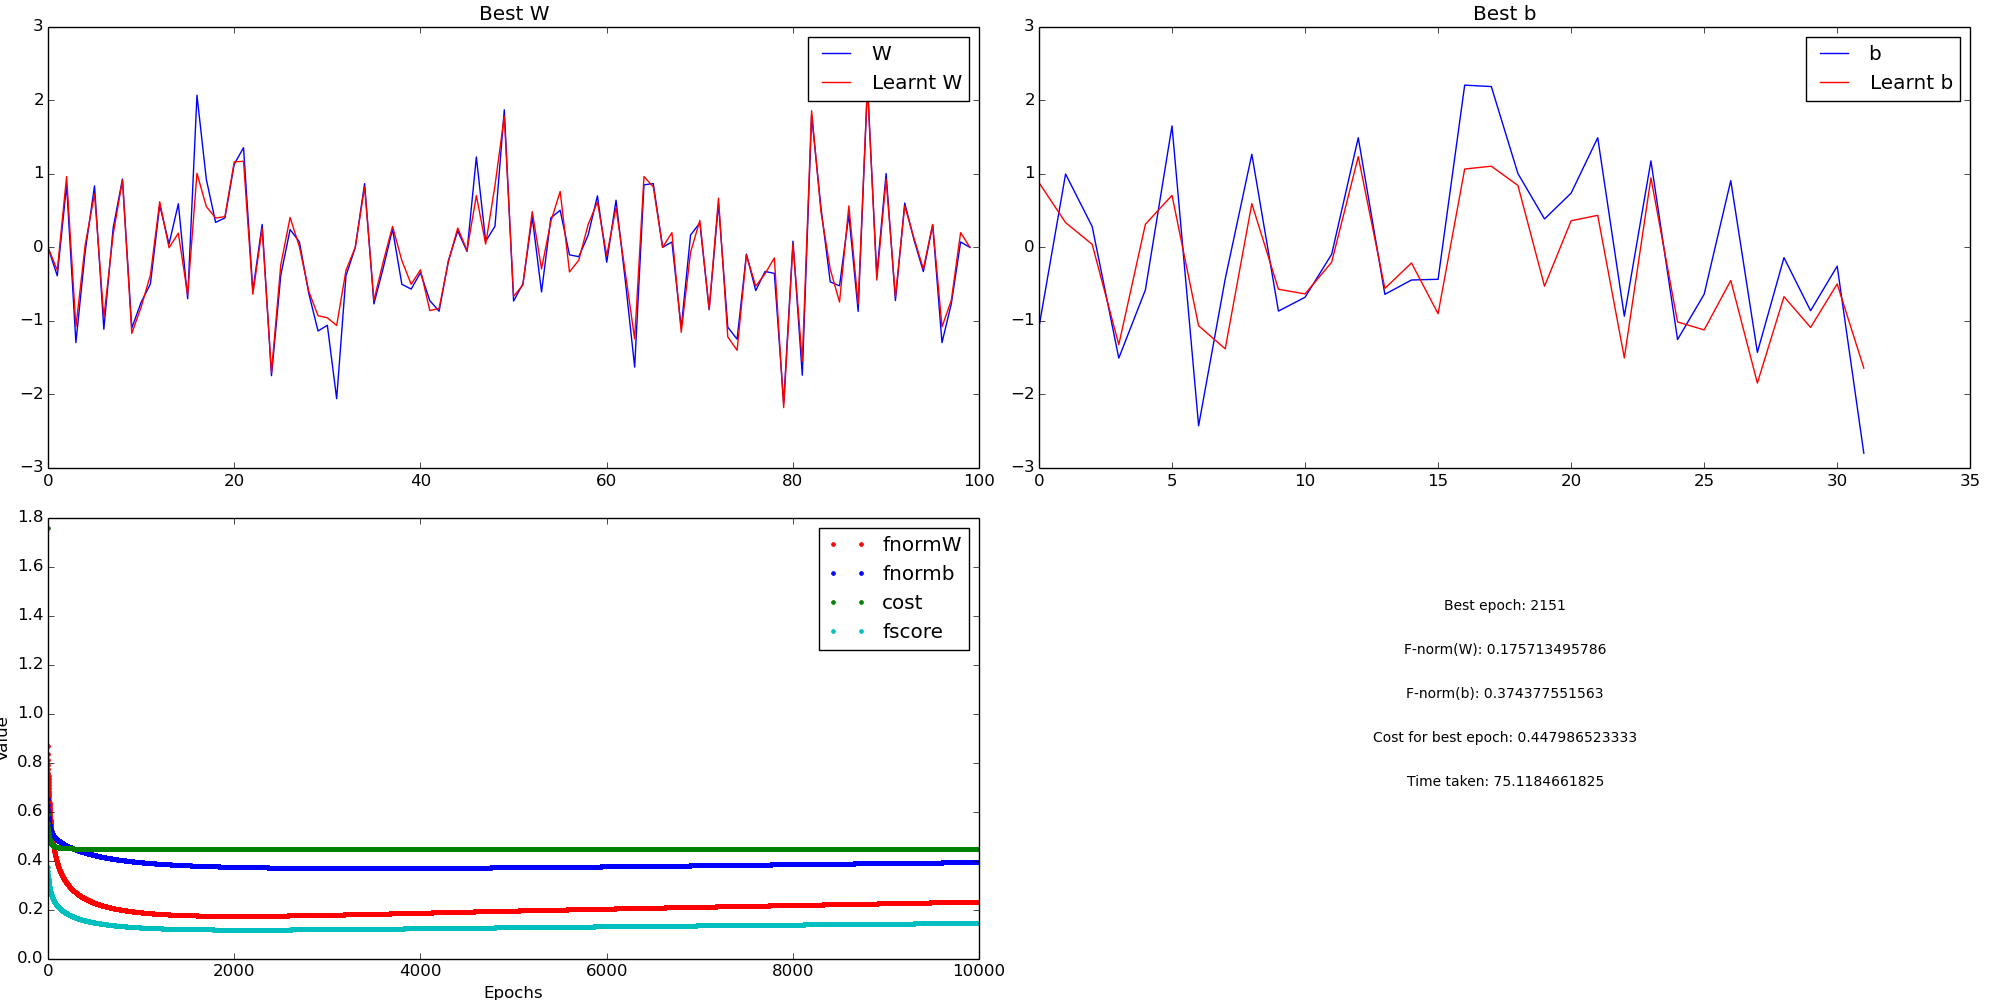 Best W
3
2
1
0
−1
−2
−3
0 20 40 60 80 100
W
Learnt W
Best b
3
2
1
0
−1
−2
−3
0 5 10 15 20 25 30 35
b
Learnt b
1.8
1.6
1.4
1.2
1.0
0.8
0.6
0.4
0.2
0.0
0 2000 4000 6000 8000 10000
Value
Epochs
fnormW
fnormb
cost
fscore
Best epoch: 2151
F-norm(W): 0.175713495786
F-norm(b): 0.374377551563
Cost for best epoch: 0.447986523333
Time taken: 75.1184661825